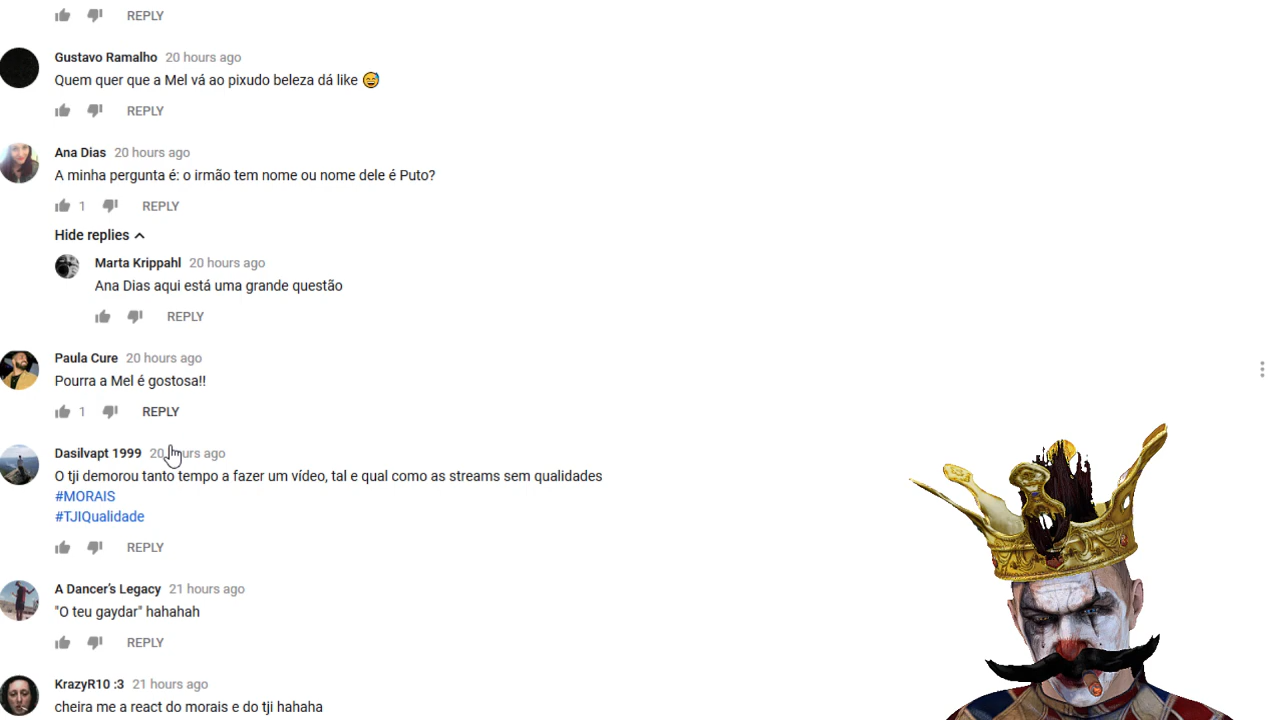 REPLY
Gustavo Ramalho 20 hours ago
Quem quer que a Mel vá ao pixudo beleza dá like 😅
REPLY
Ana Dias 20 hours ago
A minha pergunta é: o irmão tem nome ou nome dele é Puto?
1 REPLY
Hide replies
Marta Krippahl 20 hours ago
Ana Dias aqui está uma grande questão
REPLY
Paula Cure 20 hours ago
Pourra a Mel é gostosa!!
1 REPLY
Dasilvapt 1999 20 hours ago
O tji demorou tanto tempo a fazer um vídeo, tal e qual como as streams sem qualidades
#MORAIS
#TJIQualidade
REPLY
A Dancer's Legacy 21 hours ago
"O teu gaydar" hahahah
REPLY
KrazyR10 :3 21 hours ago
cheira me a react do morais e do tji hahaha